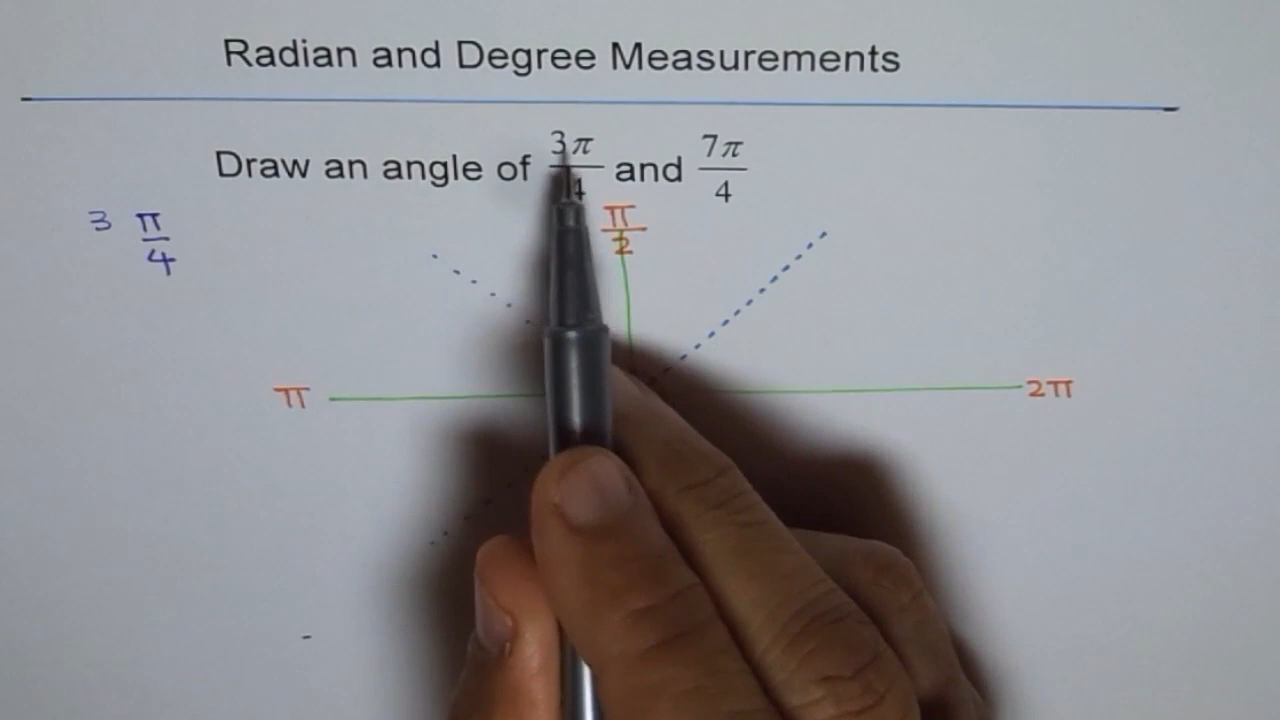 Radian and Degree Measurements
Draw an angle of 3π/4 and 7π/4
3 π/4
π/2
π
2π